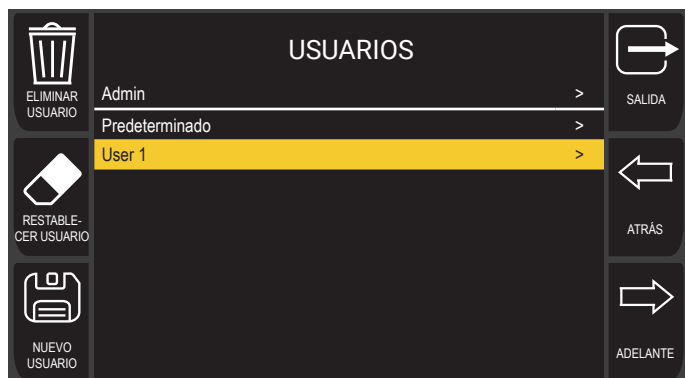 USUARIOS
ELIMINAR
USUARIO
RESTABLE-
CER USUARIO
NUEVO
USUARIO
Admin >
Predeterminado >
User 1 >
SALIDA
ATRÁS
ADELANTE